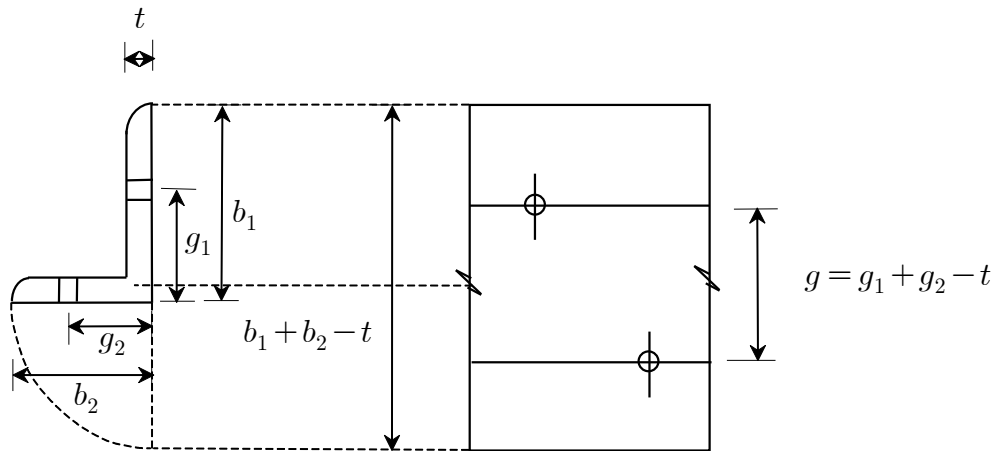 t
b₁
g₁
g = g₁ + g₂ − t
b₁ + b₂ − t
g₂
b₂